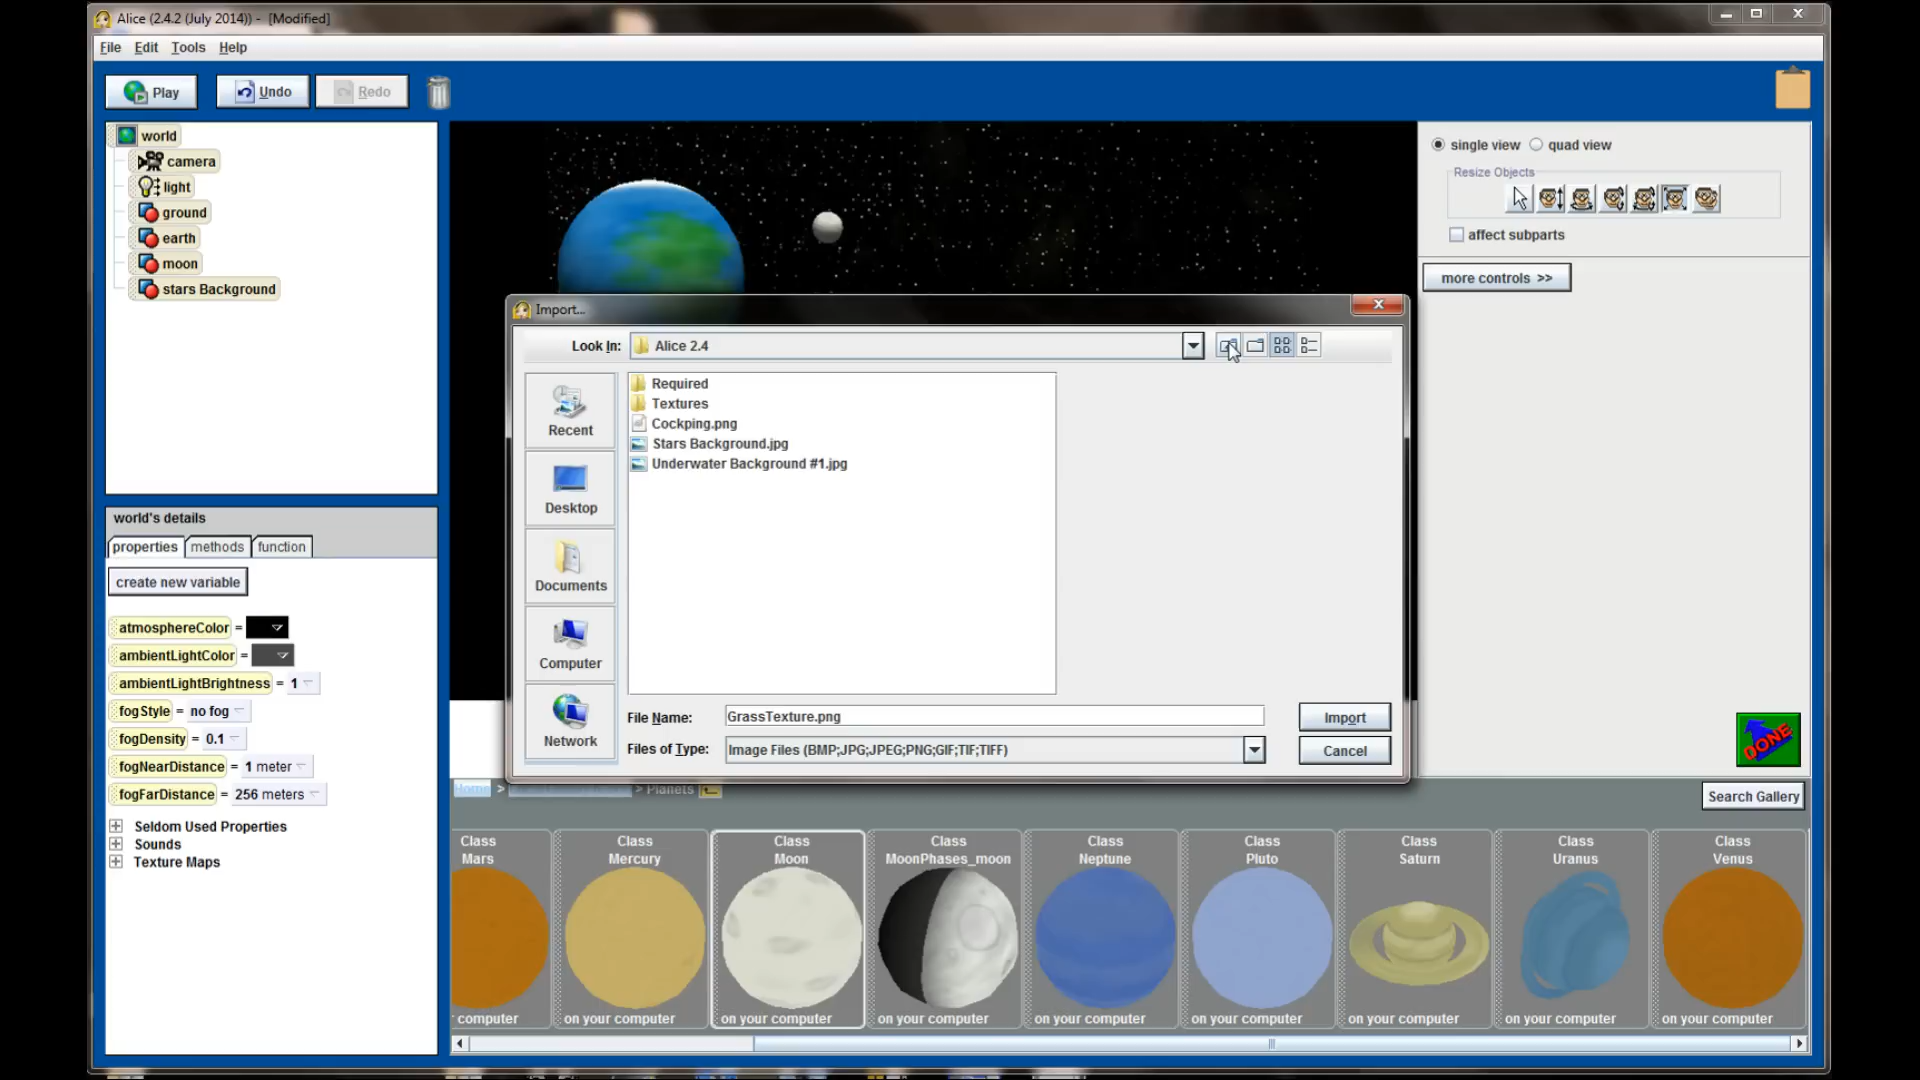 Alice (2.4.2 (July 2014)) - [Modified]
File Edit Tools Help
Play Undo Redo
world
camera
light
ground
earth
moon
stars Background
single view quad view
Resize Objects
affect subparts
more controls >>
Import...
Look In: Alice 2.4
Required
Textures
Cockping.png
Stars Background.jpg
Underwater Background #1.jpg
Recent
Desktop
Documents
Computer
Network
File Name: GrassTexture.png Import
Files of Type: Image Files (BMP;JPG;JPEG;PNG;GIF;TIF;TIFF) Cancel
DONE
world's details
properties methods function
create new variable
atmosphereColor =
ambientLightColor =
ambientLightBrightness = 1
fogStyle = no fog
fogDensity = 0.1
fogNearDistance = 1 meter
fogFarDistance = 256 meters
Seldom Used Properties
Sounds
Texture Maps
Home > > Planets
Search Gallery
Class Mars
computer
Class Mercury
on your computer
Class Moon
on your computer
Class MoonPhases_moon
on your computer
Class Neptune
on your computer
Class Pluto
on your computer
Class Saturn
on your computer
Class Uranus
on your computer
Class Venus
on your computer